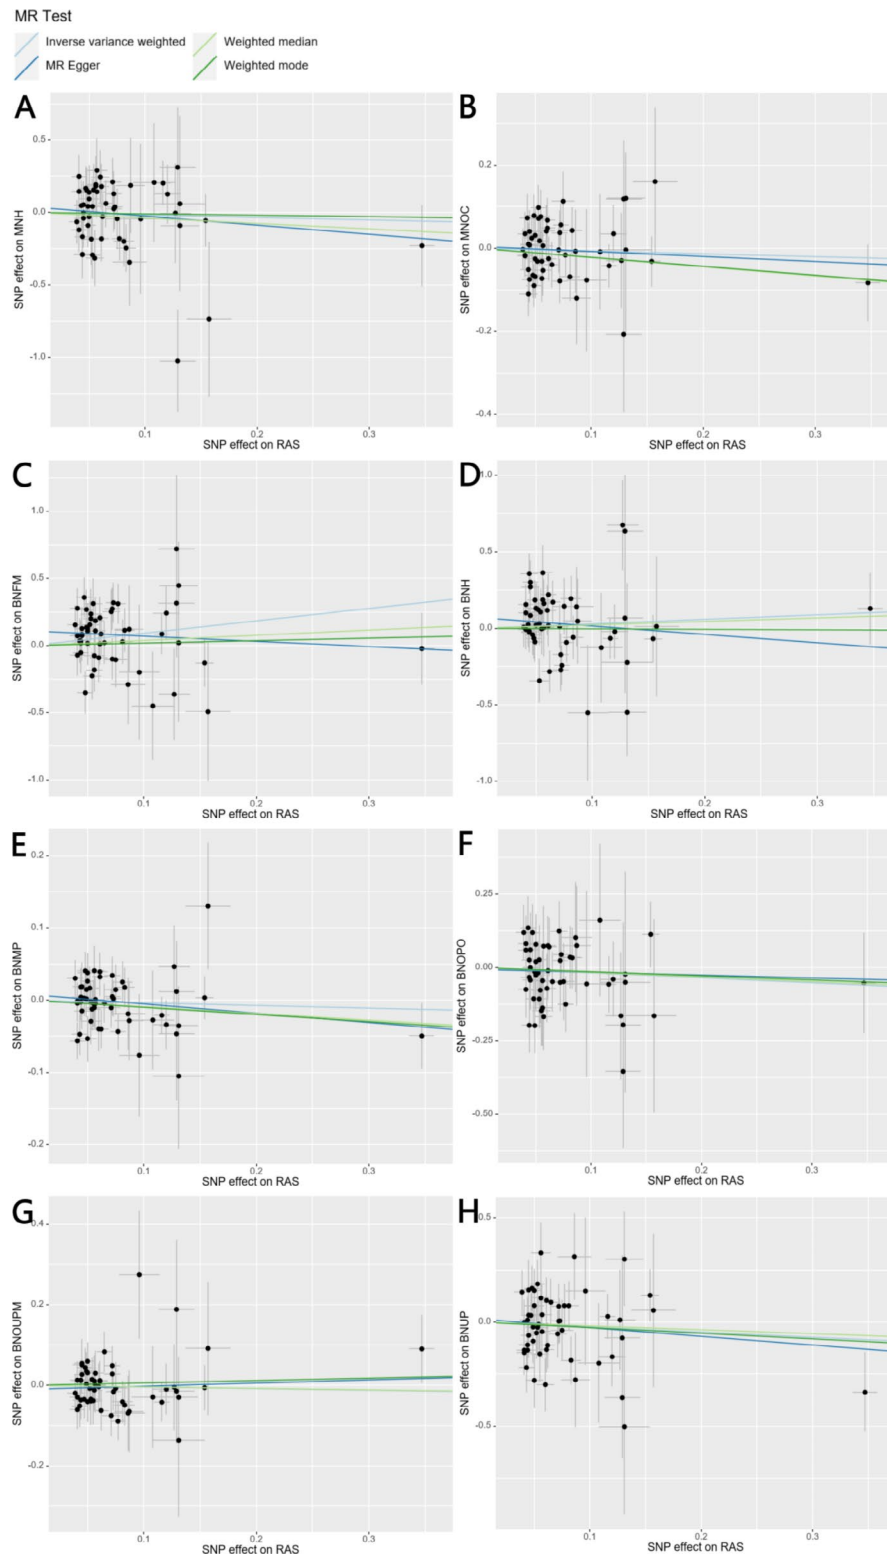 MR Test
Inverse variance weighted
Weighted median
MR Egger
Weighted mode
A
SNP effect on MNH
0.5
0.0
-0.5
-1.0
0.1
0.2
0.3
SNP effect on RAS
B
SNP effect on MNOC
0.2
0.0
-0.2
-0.4
0.1
0.2
0.3
SNP effect on RAS
C
SNP effect on BNFM
1.0
0.5
0.0
-0.5
-1.0
0.1
0.2
0.3
SNP effect on RAS
D
SNP effect on BNH
1.0
0.5
0.0
-0.5
-1.0
0.1
0.2
0.3
SNP effect on RAS
E
SNP effect on BNMP
0.2
0.1
0.0
-0.1
-0.2
0.1
0.2
0.3
SNP effect on RAS
F
SNP effect on BNOPO
0.25
0.00
-0.25
-0.50
0.1
0.2
0.3
SNP effect on RAS
G
SNP effect on BNOUPM
0.4
0.2
0.0
-0.2
0.1
0.2
0.3
SNP effect on RAS
H
SNP effect on BNUP
0.5
0.0
-0.5
0.1
0.2
0.3
SNP effect on RAS